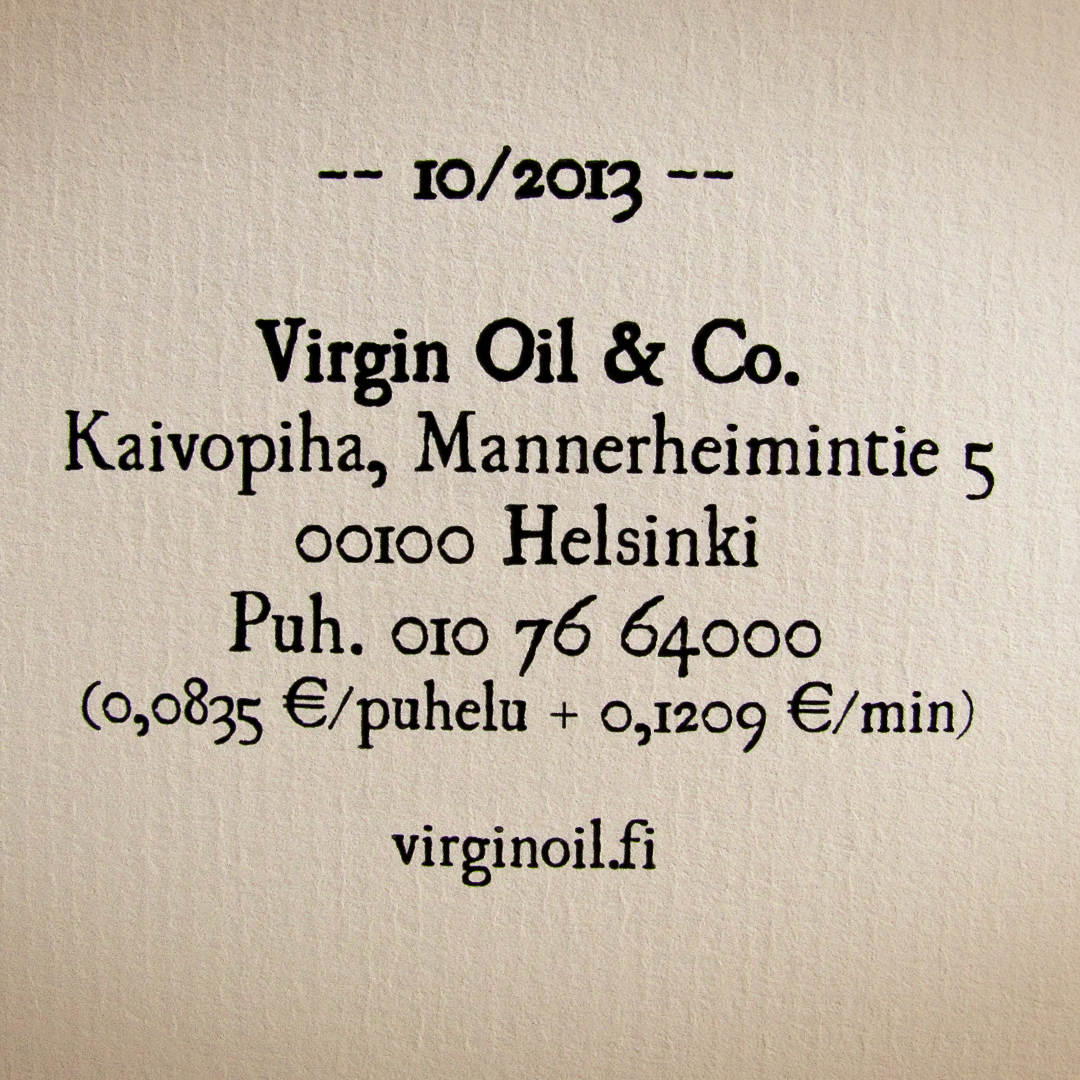 -- 10/2013 --
Virgin Oil & Co.
Kaivopiha, Mannerheimintie 5
00100 Helsinki
Puh. 010 76 64000
(0,0835 €/puhelu + 0,1209 €/min)
virginoil.fi